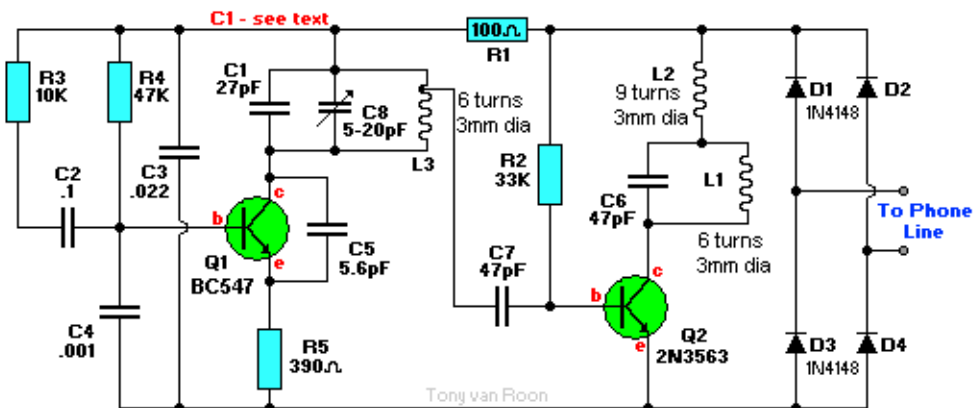 C1 - see text
100Ω
R1
R3
10K
R4
47K
C1
27pF
C8
5-20pF
L3
6 turns
3mm dia
L2
9 turns
3mm dia
D1
1N4148
D2
C2
.1
C3
.022
R2
33K
C6
47pF
L1
To Phone
Line
b
c
e
Q1
BC547
C5
5.6pF
C7
47pF
6 turns
3mm dia
b
c
e
Q2
2N3563
C4
.001
R5
390Ω
D3
1N4148
D4
Tony van Roon